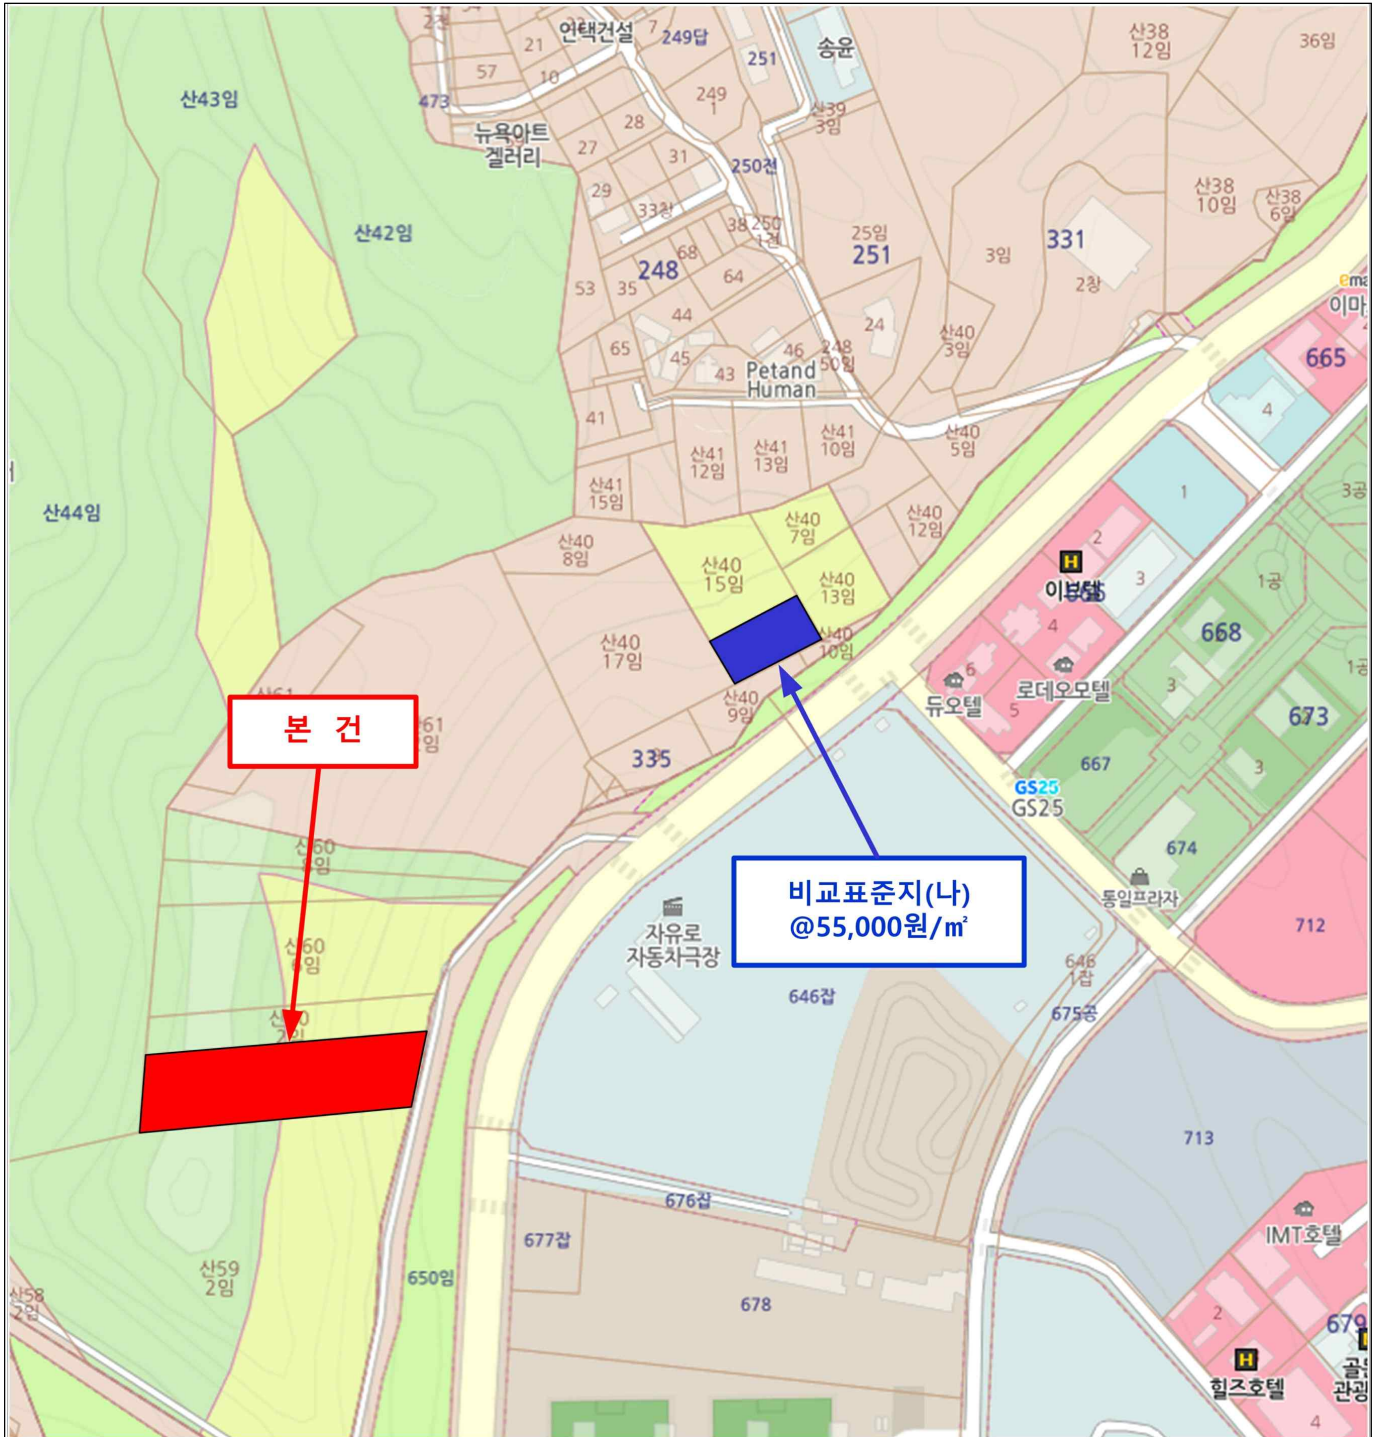 언택건설
7
249답
송윤
산38
12임
36임
21
251
57
10
249
1
산43임
473
산39
3임
28
뉴욕아트
겔러리
27
31
250전
29
산38
10임
산38
6임
33창
38
250
산42임
25임
251
331
3임
68
248
64
53
35
2창
44
24
산40
3임
이마
65
45
43
46
248
50임
665
Petand
Human
4
41
산40
5임
산41
12임
산41
13임
산41
10임
산41
15임
1
3공
산44임
산40
7임
산40
12임
산40
8임
2
산40
15임
산40
13임
3
1공
4
668
산40
17임
산40
10임
6
로데오모텔
3
듀오텔
5
산40
9임
673
본 건
335
667
3
GS25
GS25
674
산60
통일프라자
비교표준지(나)
@55,000원/㎡
712
자유로
자동차극장
산60
646
1잡
646잡
675공
713
676잡
IMT호텔
677잡
산59
2임
650임
678
산58
2임
2
679
힐즈호텔
관광
4